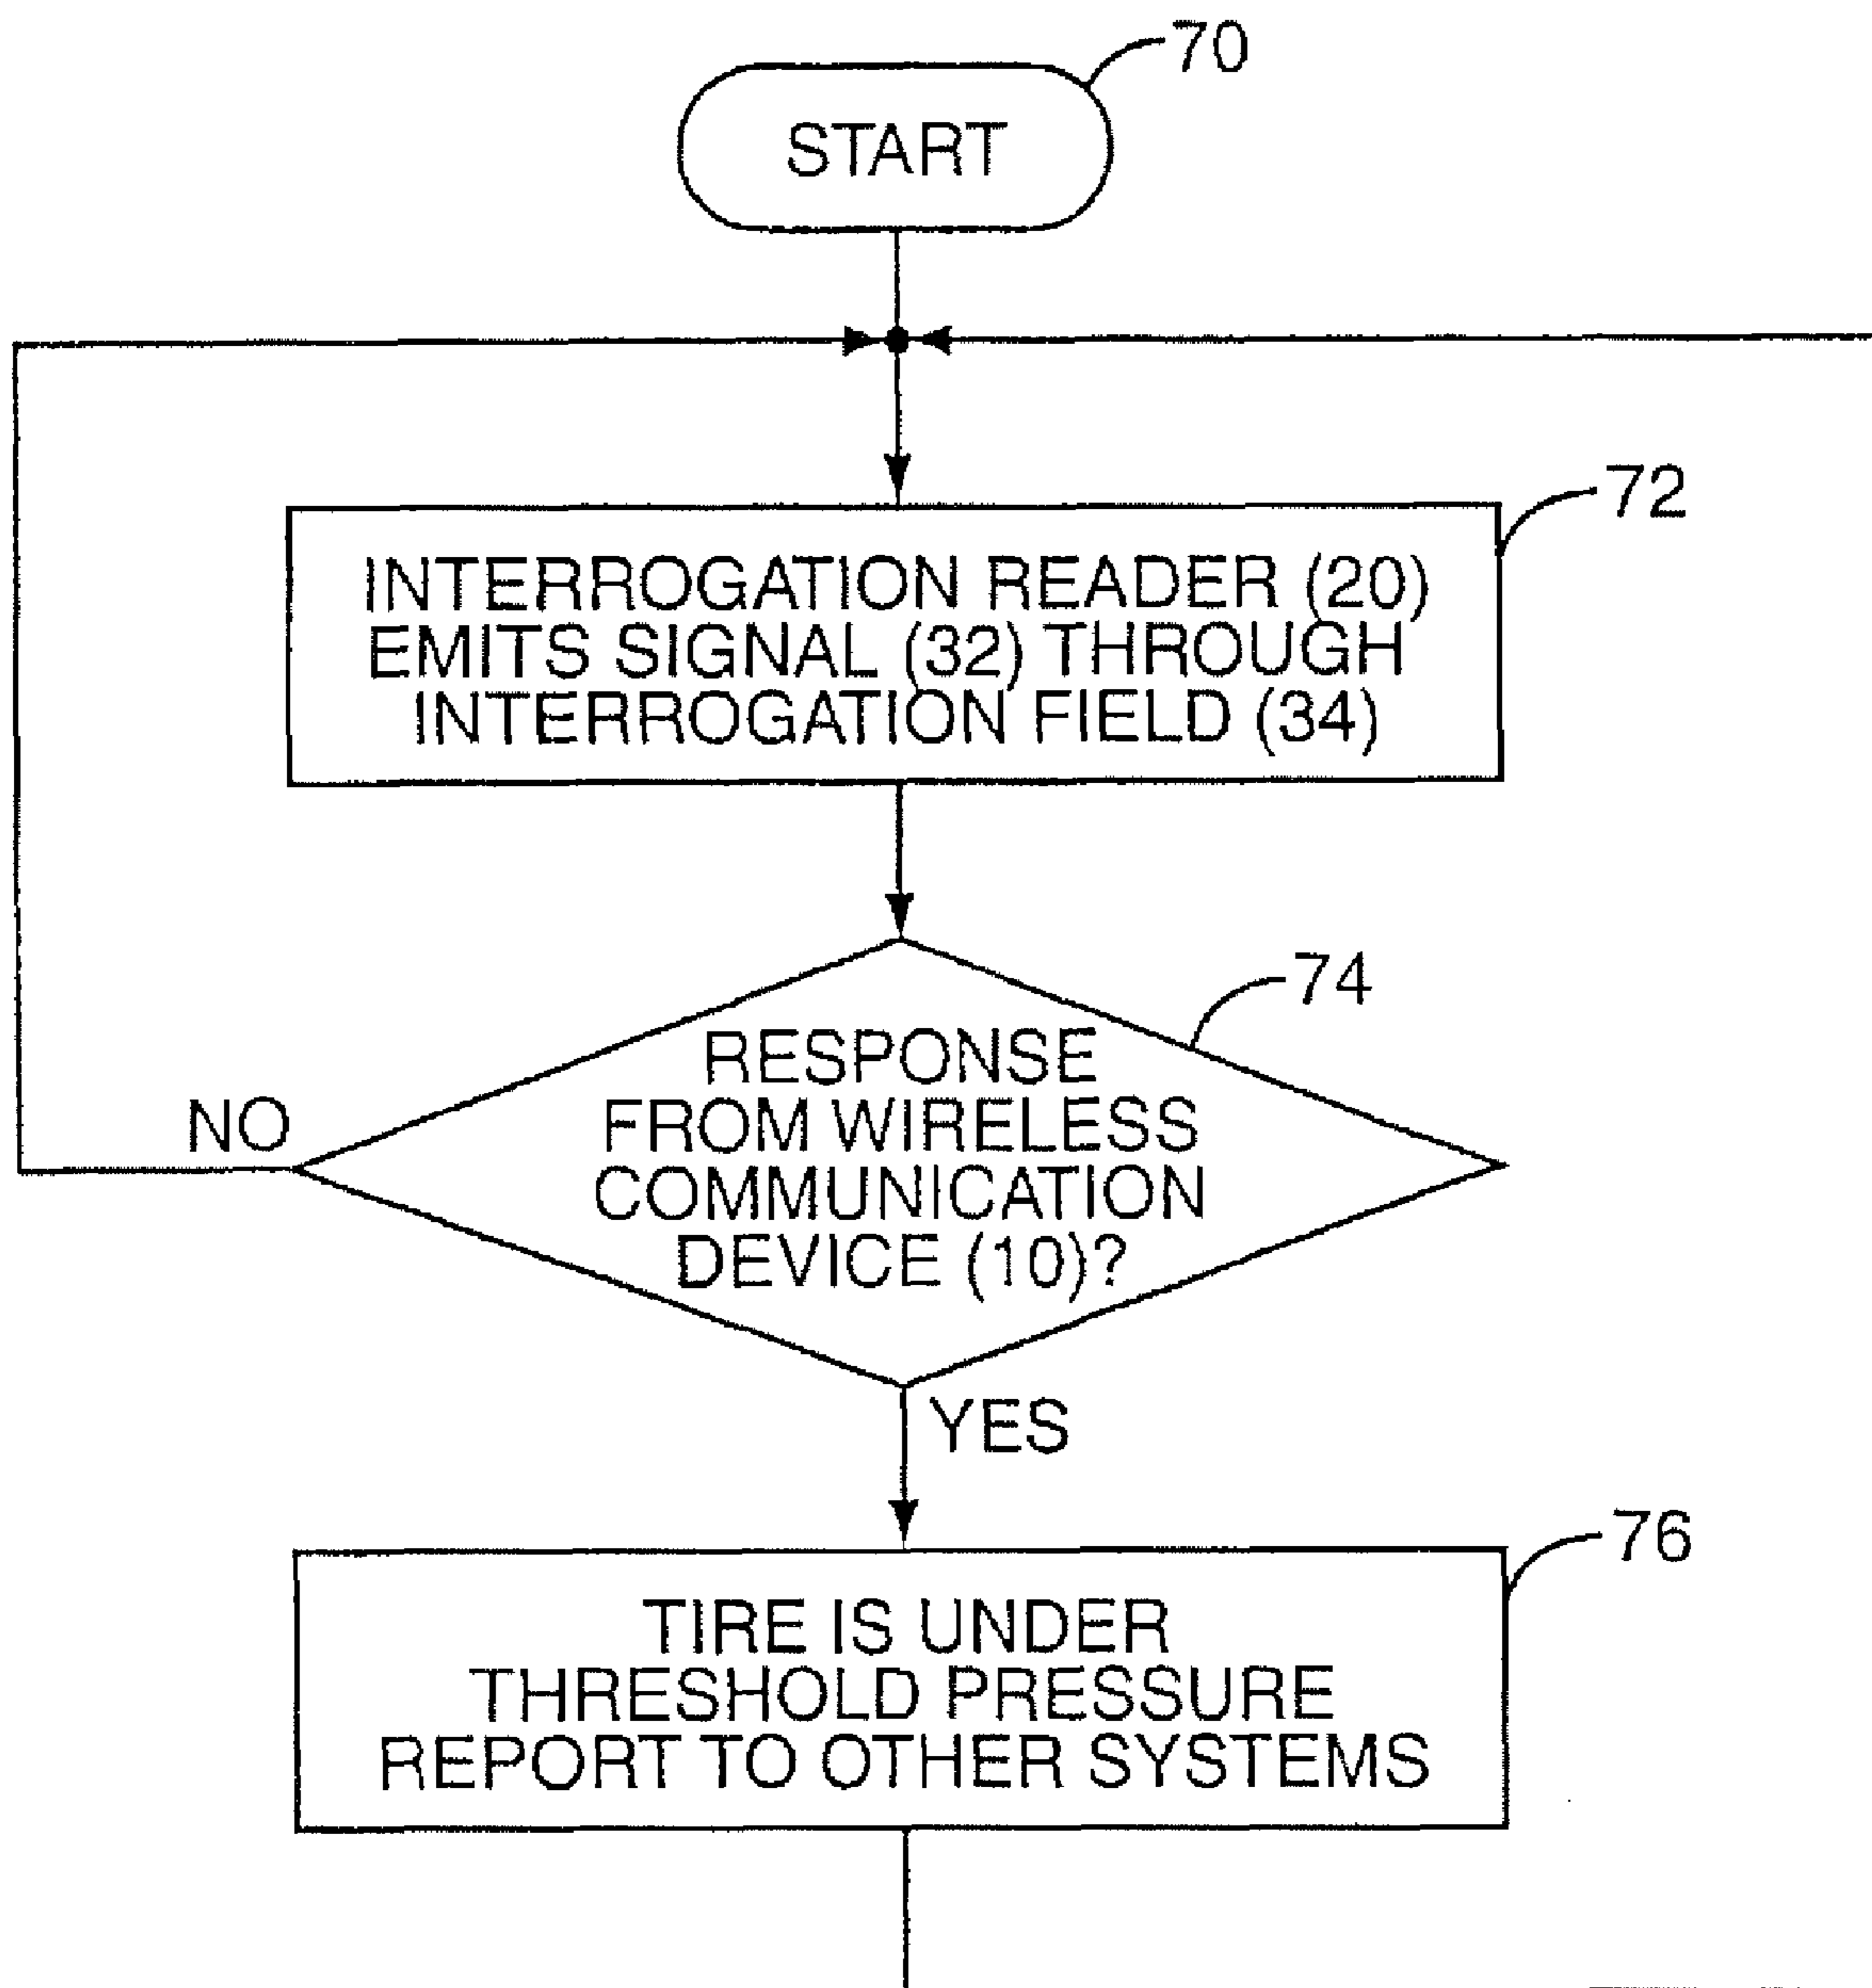 70
START
72
INTERROGATION READER (20)
EMITS SIGNAL (32) THROUGH
INTERROGATION FIELD (34)
74
RESPONSE
FROM WIRELESS
COMMUNICATION
DEVICE (10)?
NO
YES
76
TIRE IS UNDER
THRESHOLD PRESSURE
REPORT TO OTHER SYSTEMS